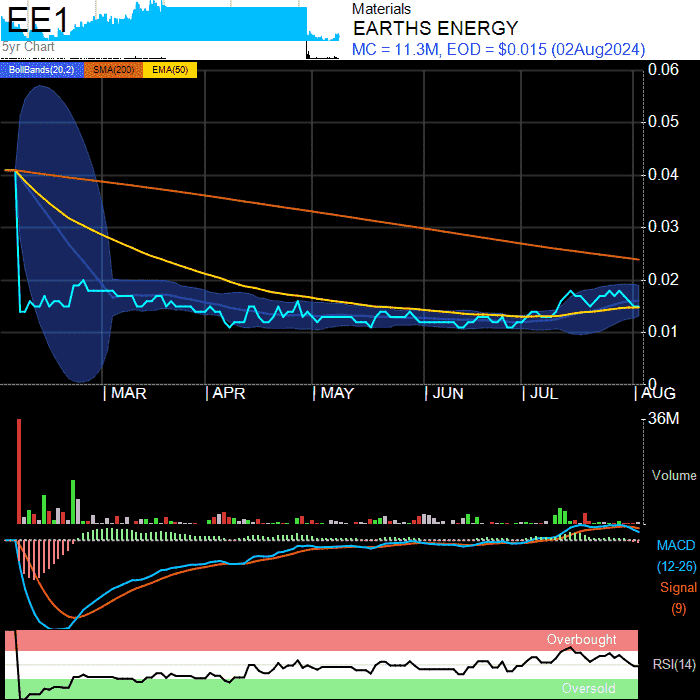 EE1
5yr Chart
Materials
EARTHS ENERGY
MC = 11.3M, EOD = $0.015 (02Aug2024)
BollBands(20,2) SMA(200) EMA(50)
0.06
0.05
0.04
0.03
0.02
0.01
0
MAR APR MAY JUN JUL AUG
36M
Volume
MACD
(12-26)
Signal
(9)
Overbought
RSI(14)
Oversold